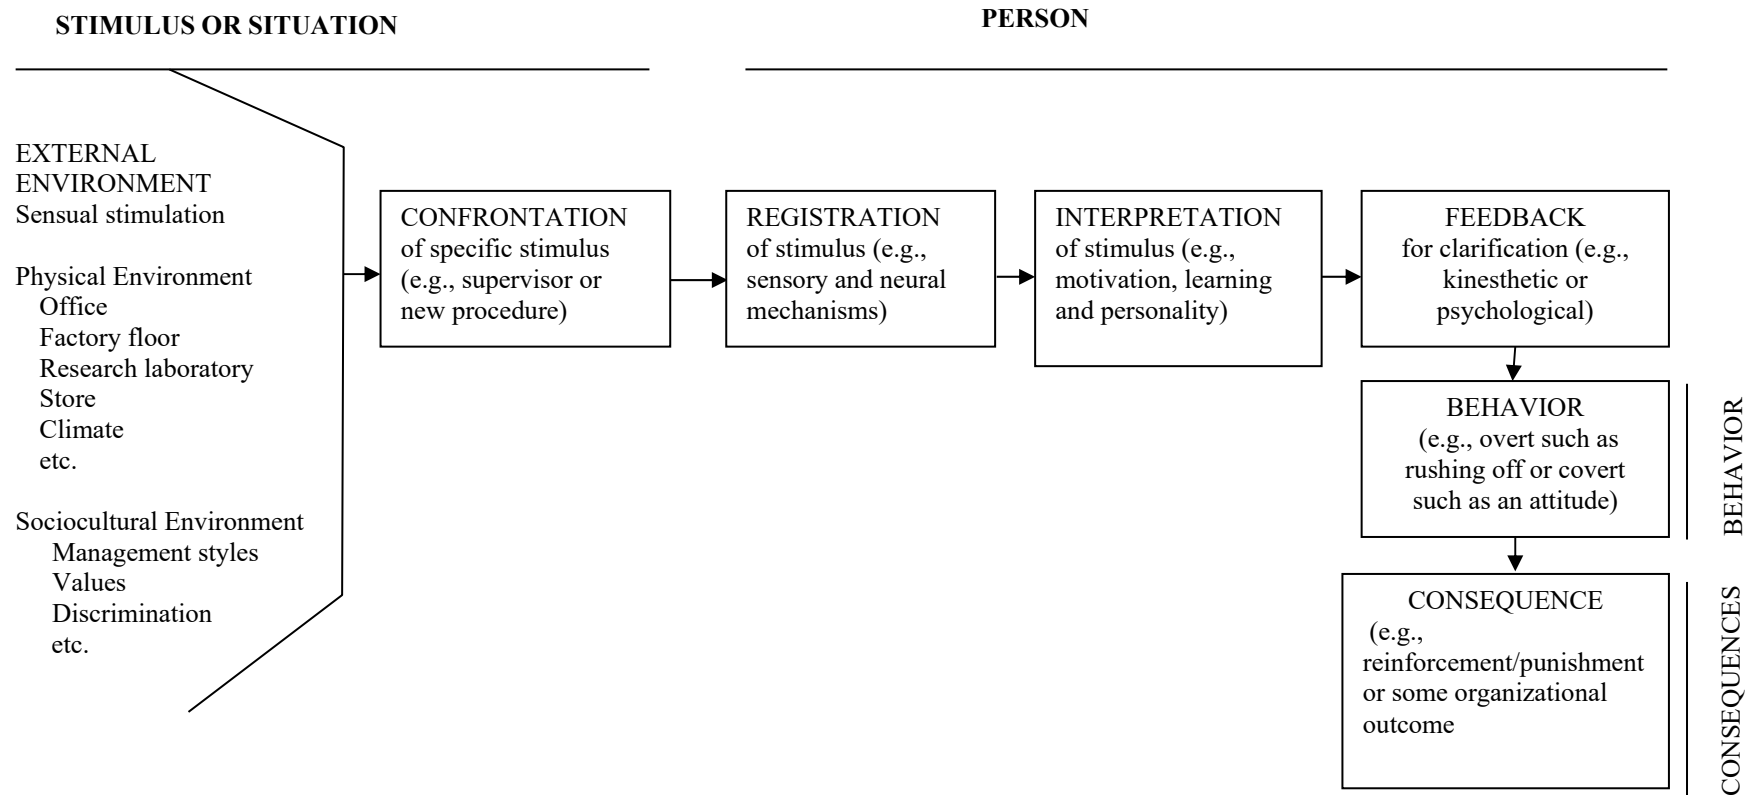 STIMULUS OR SITUATION
PERSON
EXTERNAL
ENVIRONMENT
Sensual stimulation
Physical Environment
Office
Factory floor
Research laboratory
Store
Climate
etc.
Sociocultural Environment
Management styles
Values
Discrimination
etc.
CONFRONTATION
of specific stimulus
(e.g., supervisor or
new procedure)
REGISTRATION
of stimulus (e.g.,
sensory and neural
mechanisms)
INTERPRETATION
of stimulus (e.g.,
motivation, learning
and personality)
FEEDBACK
for clarification (e.g.,
kinesthetic or
psychological)
BEHAVIOR
(e.g., overt such as
rushing off or covert
such as an attitude)
BEHAVIOR
CONSEQUENCE
(e.g.,
reinforcement/punishment
or some organizational
outcome
CONSEQUENCES